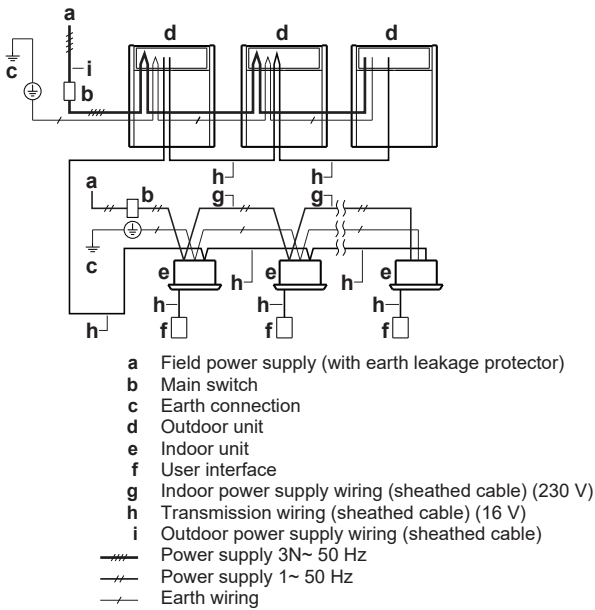 a
d
d
d
c
i
b
h
h
a
b
g
g
c
e
h
e
h
e
h
h
h
h
f
f
f
a Field power supply (with earth leakage protector)
b Main switch
c Earth connection
d Outdoor unit
e Indoor unit
f User interface
g Indoor power supply wiring (sheathed cable) (230 V)
h Transmission wiring (sheathed cable) (16 V)
i Outdoor power supply wiring (sheathed cable)
Power supply 3N~ 50 Hz
Power supply 1~ 50 Hz
Earth wiring